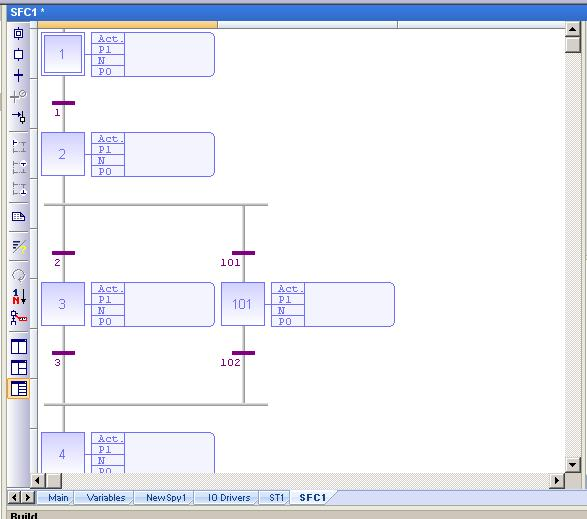 SFC1 *
1
Act.
P1
N
P0
1
2
Act.
P1
N
P0
2
101
3
Act.
P1
N
P0
101
Act.
P1
N
P0
3
102
4
Act.
P1
N
P0
Main Variables NewSpy1 IO Drivers ST1 SFC1
Build